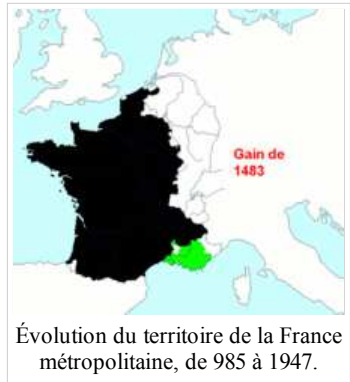 Gain de
1483
Évolution du territoire de la France
métropolitaine, de 985 à 1947.